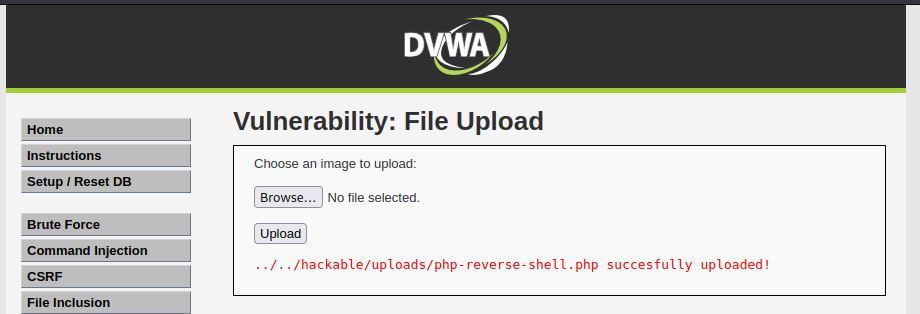 DVWA
Home
Instructions
Setup / Reset DB
Brute Force
Command Injection
CSRF
File Inclusion
Vulnerability: File Upload
Choose an image to upload:
Browse... No file selected.
Upload
../../hackable/uploads/php-reverse-shell.php succesfully uploaded!